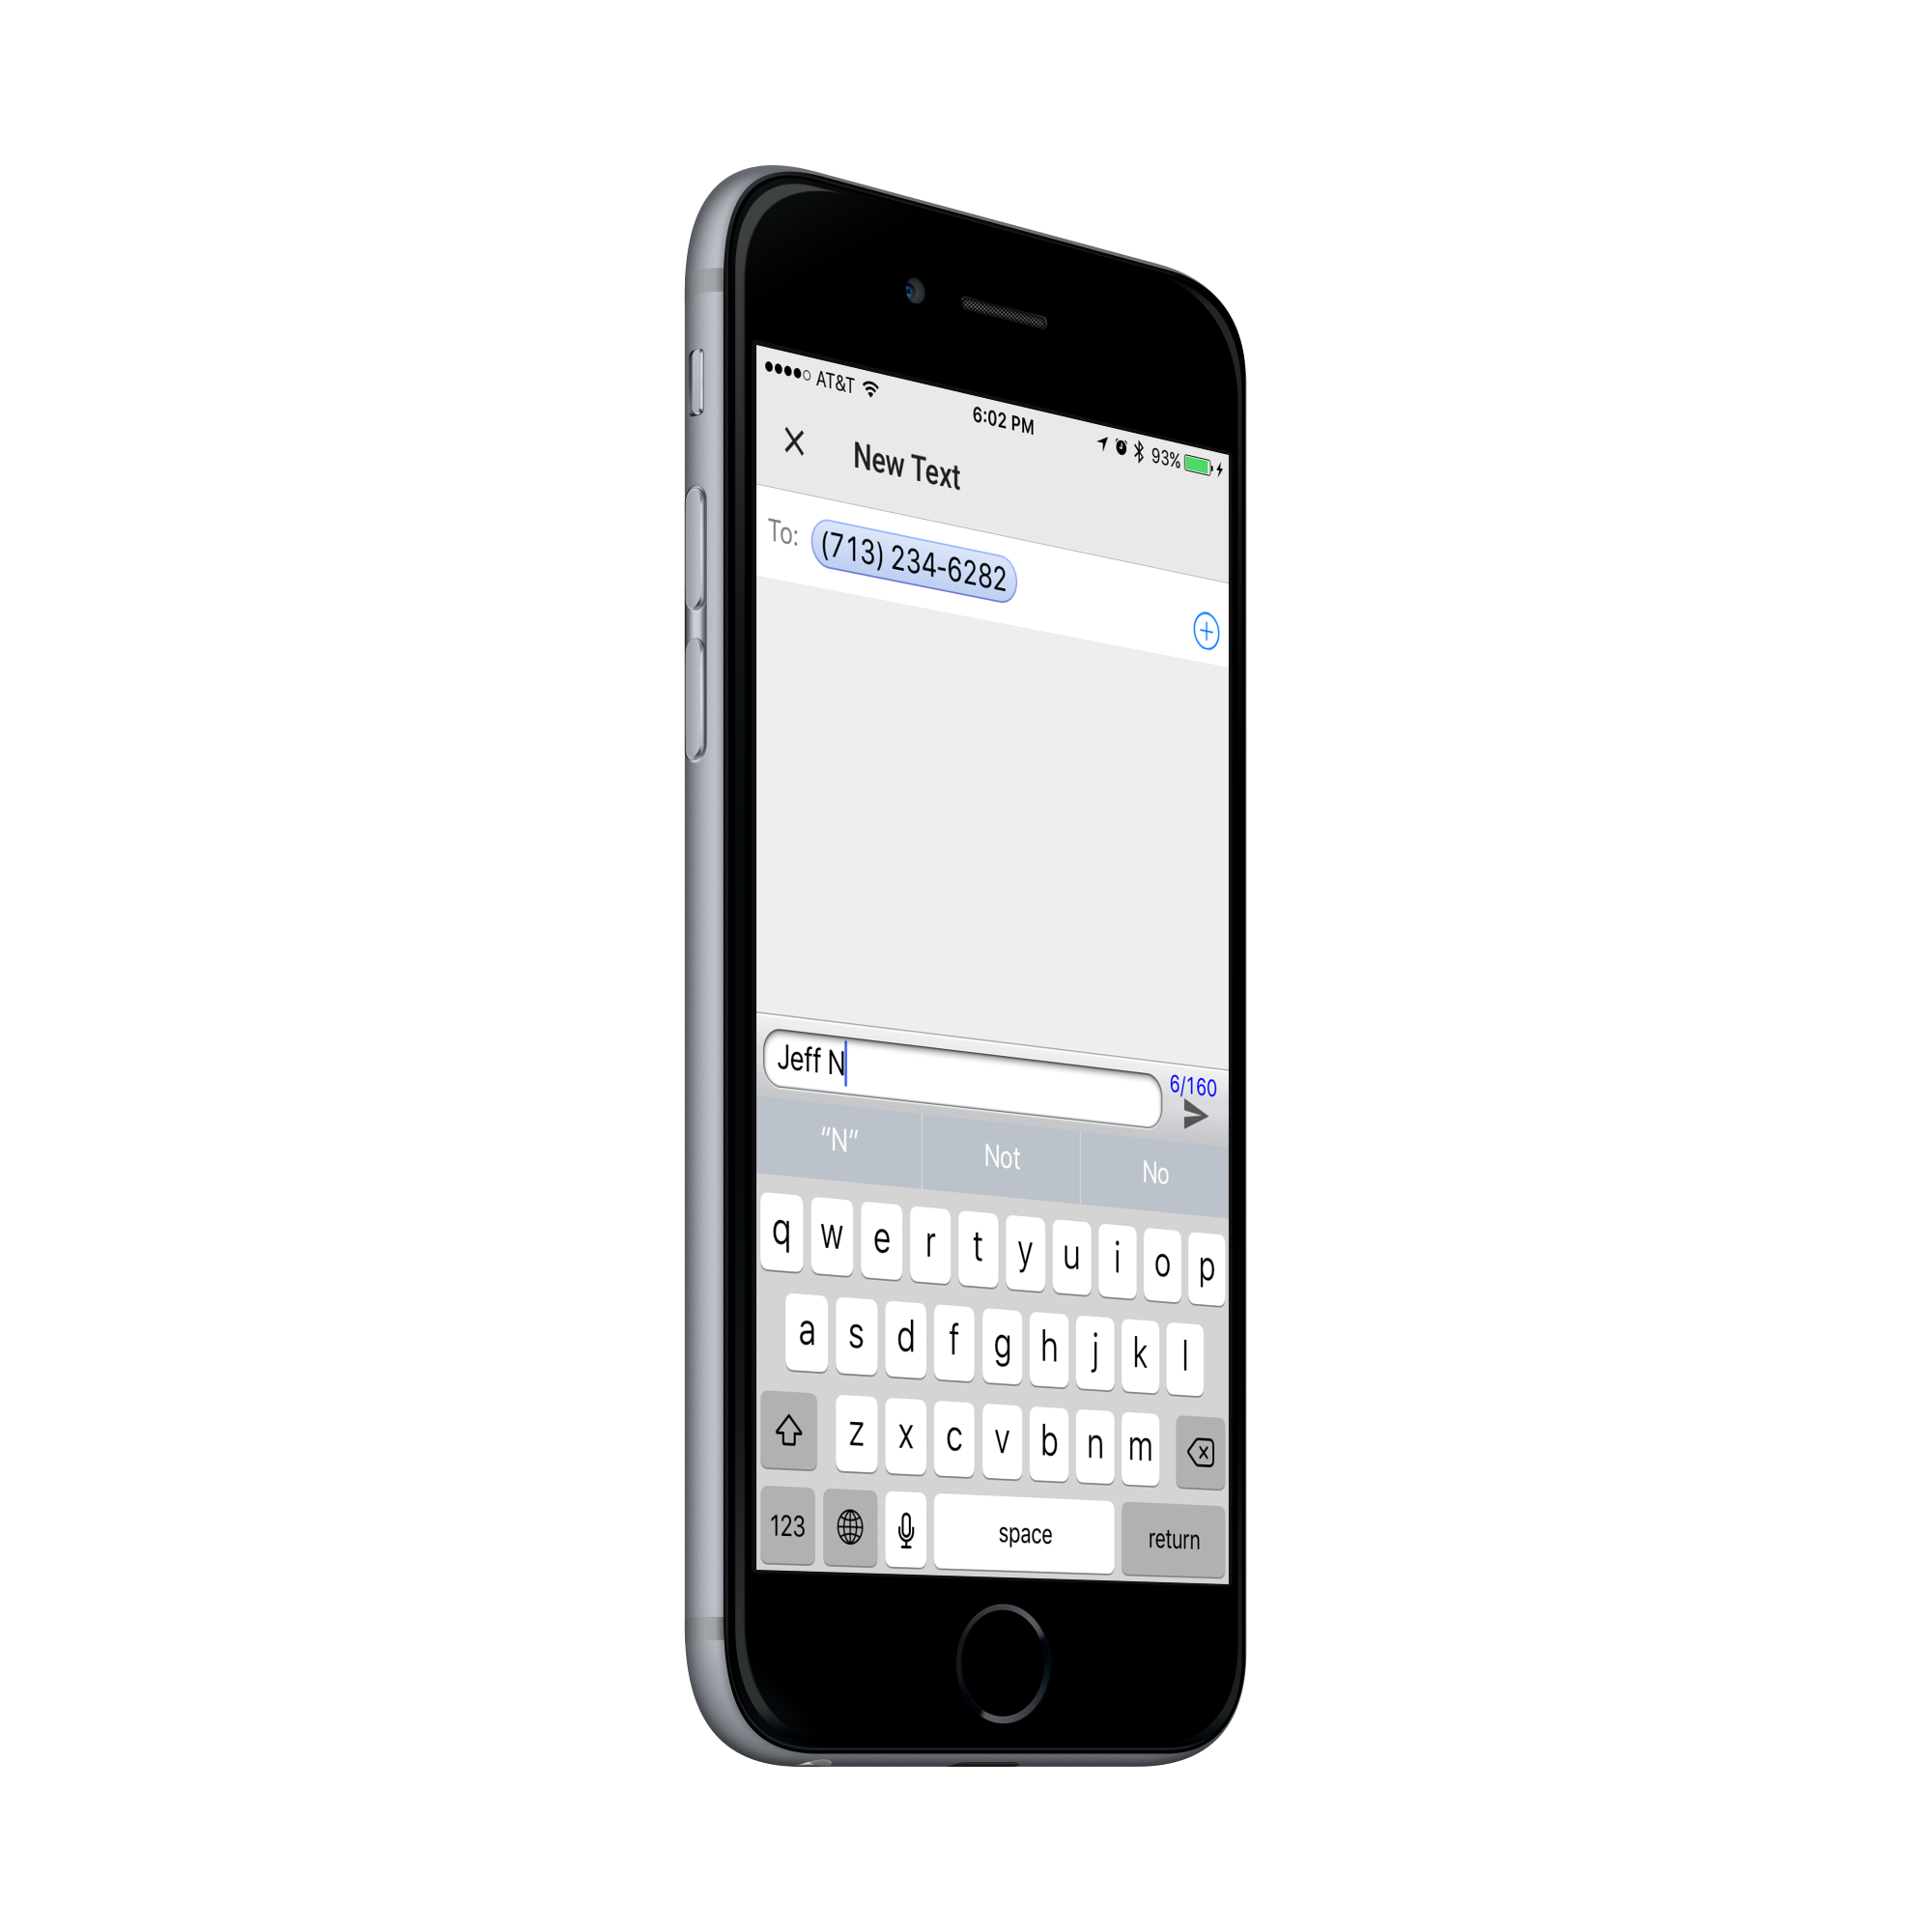 AT&T 6:02 PM 93%
New Text
To: (713) 234-6282
Jeff N
6/160
“N” Not No
q w e r t y u i o p
a s d f g h j k l
z x c v b n m
123 space return